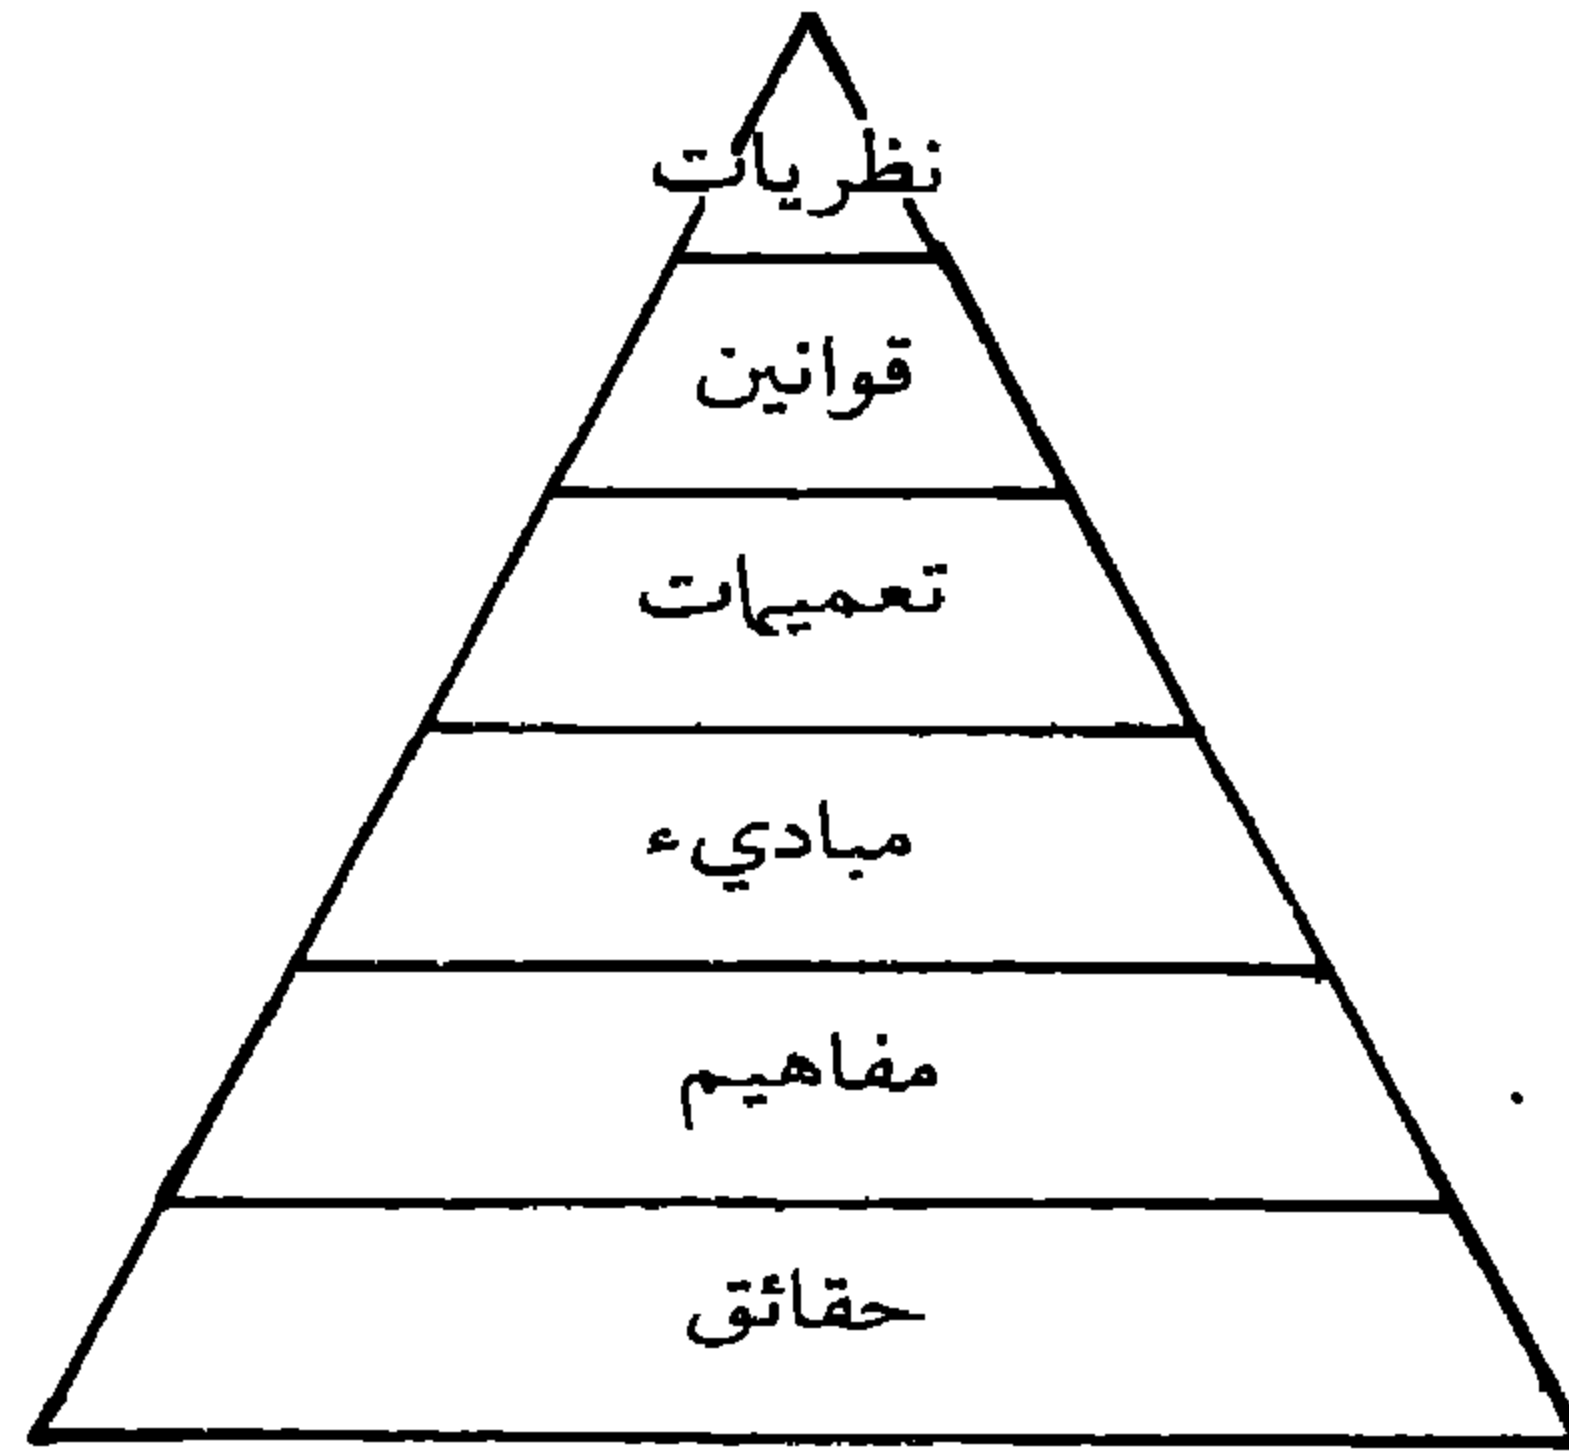 نظريات
قوانين
تعميمات
مباديء
مفاهيم
حقائق